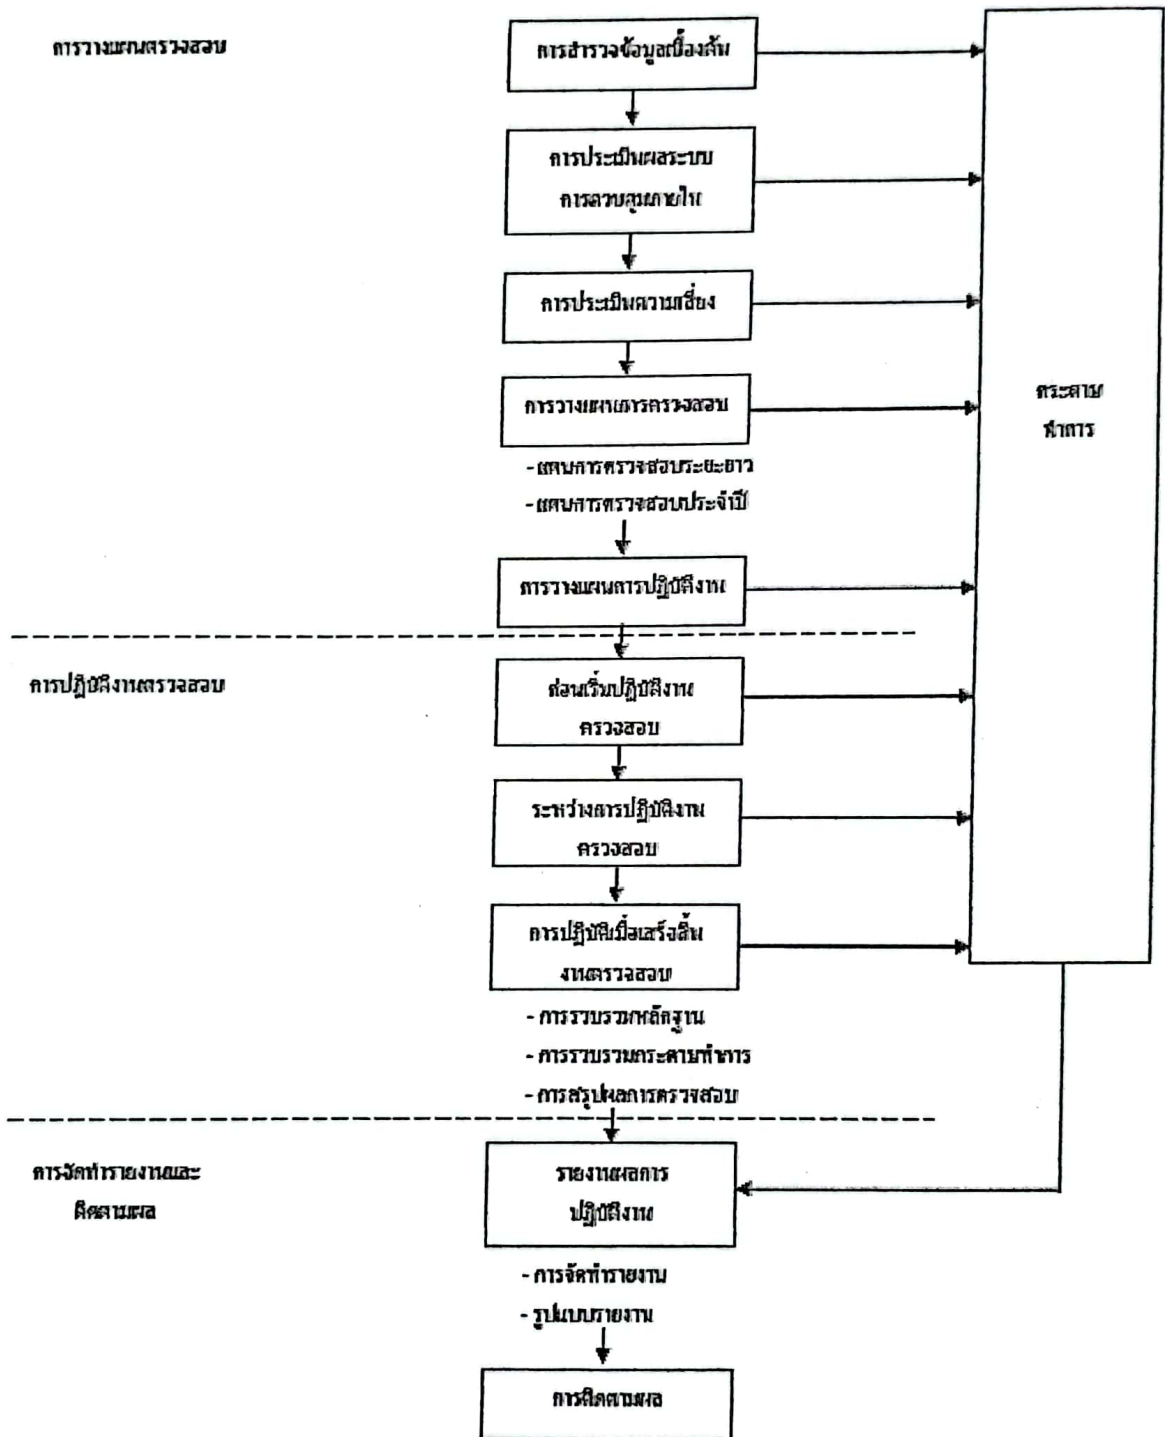 การวางแผนตรวจสอบ
การสำรวจข้อมูลเบื้องต้น
การประเมินผลระบบ
การควบคุมภายใน
การประเมินความเสี่ยง
การวางแผนการตรวจสอบ
- แผนการตรวจสอบระยะยาว
- แผนการตรวจสอบประจำปี
การวางแผนการปฏิบัติงาน
กระดาษ
ทำการ
การปฏิบัติงานตรวจสอบ
ก่อนเริ่มปฏิบัติงาน
ตรวจสอบ
ระหว่างการปฏิบัติงาน
ตรวจสอบ
การปฏิบัติเมื่อเสร็จสิ้น
งานตรวจสอบ
- การรวบรวมหลักฐาน
- การรวบรวมกระดาษทำการ
- การสรุปผลการตรวจสอบ
การจัดทำรายงานและ
ติดตามผล
รายงานผลการ
ปฏิบัติงาน
- การจัดทำรายงาน
- รูปแบบรายงาน
การติดตามผล